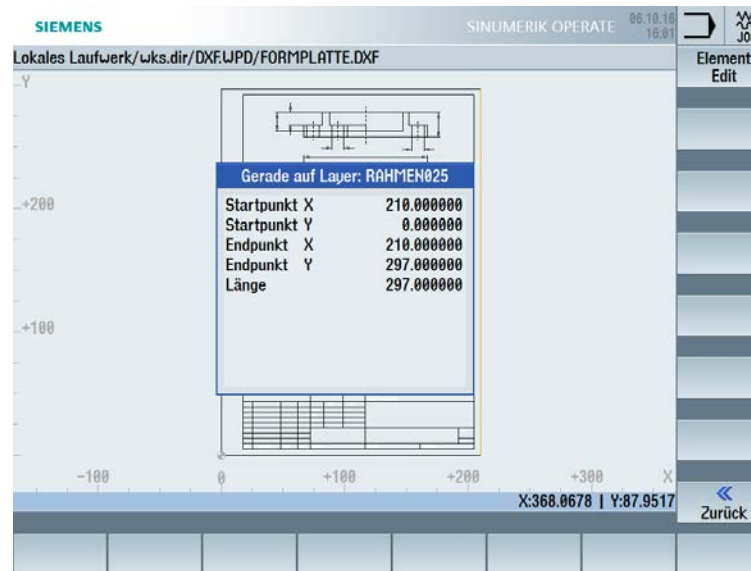 SIEMENS
SINUMERIK OPERATE
06.10.16
16:01
JO
Lokales Laufwerk/wks.dir/DXF.WPD/FORMPLATTE.DXF
Element
Edit
Y
Gerade auf Layer: RAHMEN025
Startpunkt X 210.000000
Startpunkt Y 0.000000
Endpunkt X 210.000000
Endpunkt Y 297.000000
Länge 297.000000
+200
+100
-100 0 +100 +200 +300 X
X:368.0678 | Y:87.9517
Zurück